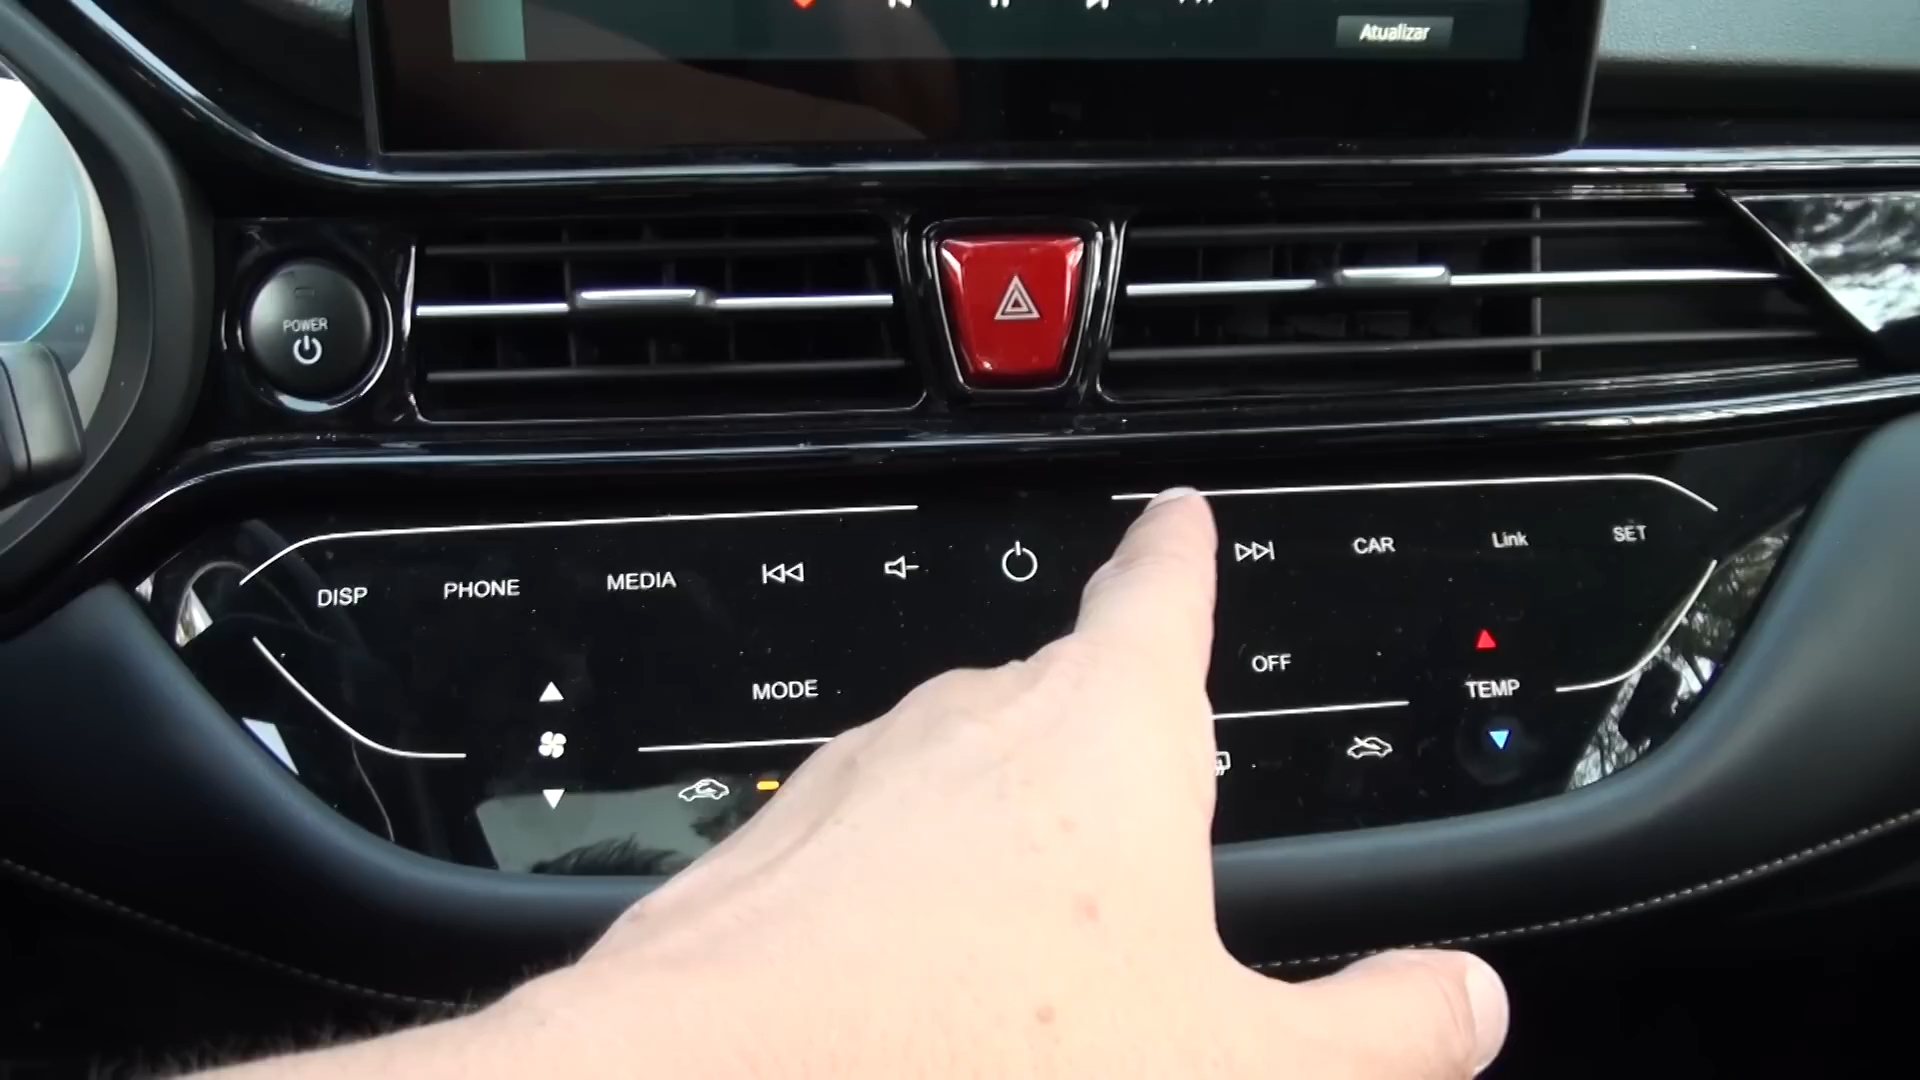 Atualizar
POWER
DISP
PHONE
MEDIA
CAR
Link
SET
MODE
OFF
TEMP